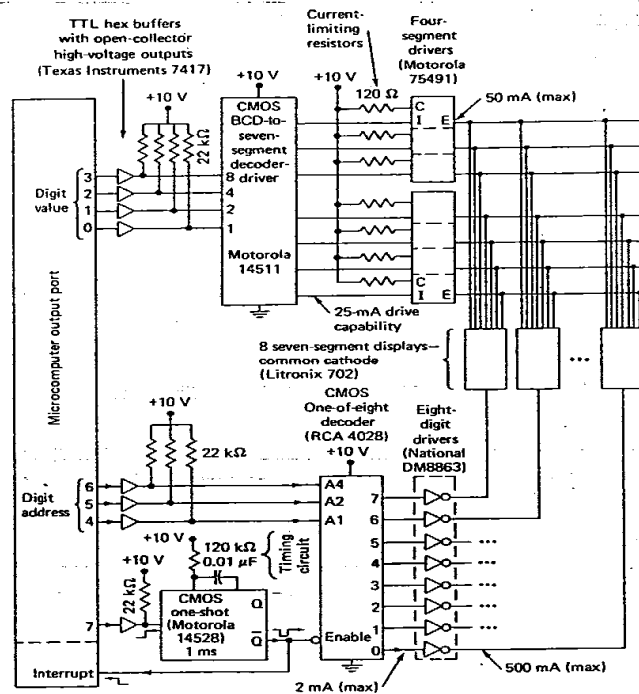 TTL hex buffers
with open-collector
high-voltage outputs
(Texas Instruments 7417)
Current-
limiting
resistors
Four-
segment
drivers
(Motorola
75491)
+10 V
+10 V
+10 V
120 Ω
CMOS
BCD-to-
seven-
segment
decoder-
driver
22 kΩ
C
I
E
50 mA (max)
Digit
value
3
2
1
0
8
4
2
1
Motorola
14511
C
I
E
25-mA drive
capability
Microcomputer output port
8 seven-segment displays—
common cathode
(Litronix 702)
...
+10 V
22 kΩ
CMOS
One-of-eight
decoder
(RCA 4028)
+10 V
Eight-
digit
drivers
(National
DM8863)
Digit
address
6
5
4
A4
A2
A1
7
6
5
4
3
2
1
0
...
...
...
...
...
+10 V
120 kΩ
0.01 µF
Timing
circuit
+10 V
22 kΩ
7
CMOS
one-shot
(Motorola
14528)
1 ms
Q
Q̅
Enable
Interrupt
2 mA (max)
500 mA (max)